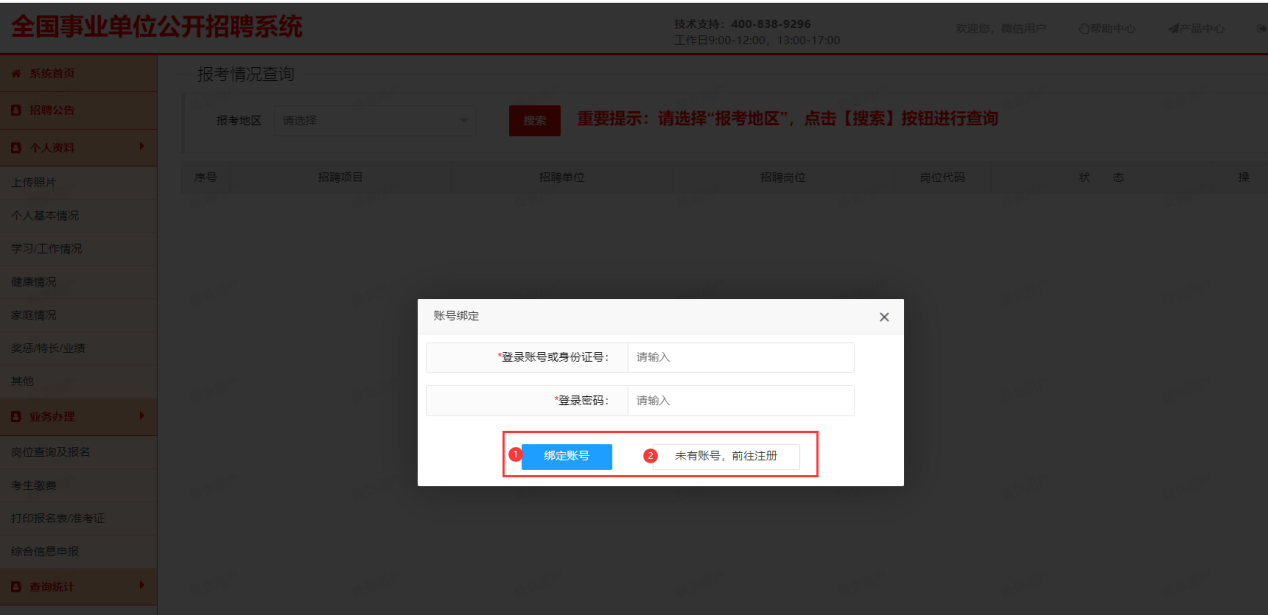 全国事业单位公开招聘系统
技术支持：400-838-9296
工作日9:00-12:00，13:00-17:00
欢迎您，微信用户
帮助中心
产品中心
系统首页
招聘公告
个人资料
上传照片
个人基本情况
学习/工作情况
健康情况
家庭情况
奖惩/特长/业绩
其他
业务办理
岗位查询及报名
考生缴费
打印报名表/准考证
综合信息申报
查询统计
报考情况查询
报考地区 请选择 搜索 重要提示：请选择“报考地区”，点击【搜索】按钮进行查询
序号 招聘项目 招聘单位 招聘岗位 岗位代码 状 态 操
账号绑定 ×
*登录账号或身份证号： 请输入
*登录密码： 请输入
1 绑定账号 2 未有账号，前往注册